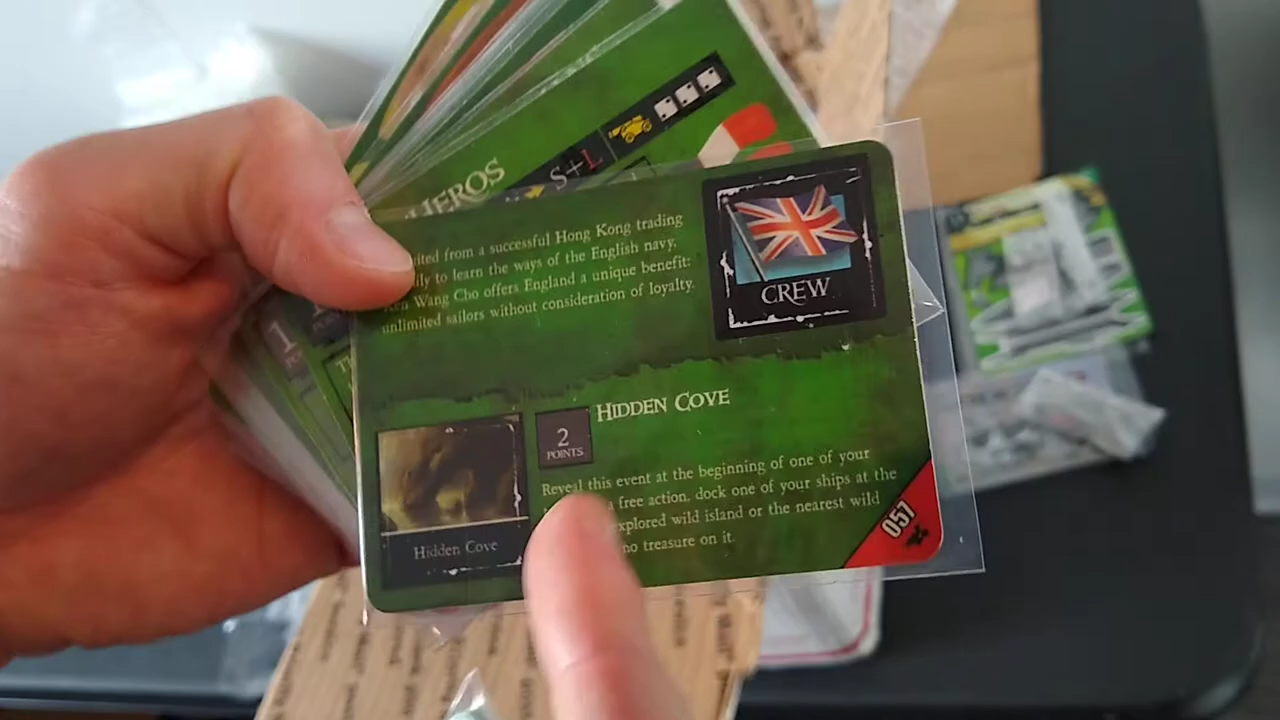 HEROS
S+L
ited from a successful Hong Kong trading
ily to learn the ways of the English navy.
Wang Cho offers England a unique benefit:
unlimited sailors without consideration of loyalty.
CREW
HIDDEN COVE
2
POINTS
Reveal this event at the beginning of one of your
a free action, dock one of your ships at the
xplored wild island or the nearest wild
no treasure on it.
Hidden Cove
057
1